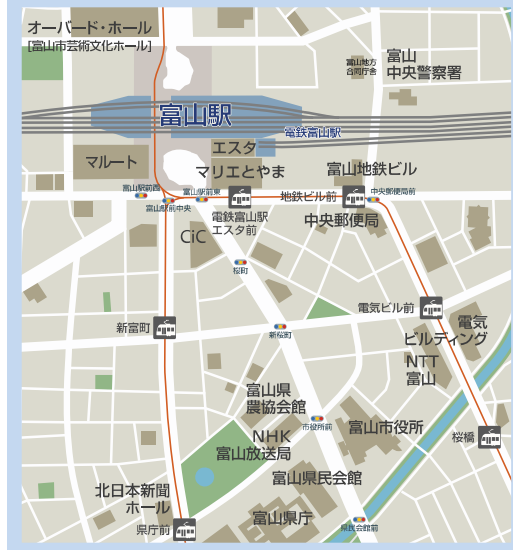 オーバード・ホール
[富山市芸術文化ホール]
富山地方
合同庁舎
富山
中央警察署
富山駅
電鉄富山駅
エスタ
マルート
マリエとやま
富山地鉄ビル
富山駅前西
富山駅前東
地鉄ビル前
中央郵便局前
富山駅前中央
電鉄富山駅
エスタ前
中央郵便局
CiC
桜町
電気ビル前
新富町
新桜町
電気
ビルディング
NTT
富山
富山県
農協会館
市役所前
富山市役所
NHK
富山放送局
桜橋
富山県民会館
北日本新聞
ホール
富山県庁
県庁前
県民会館前